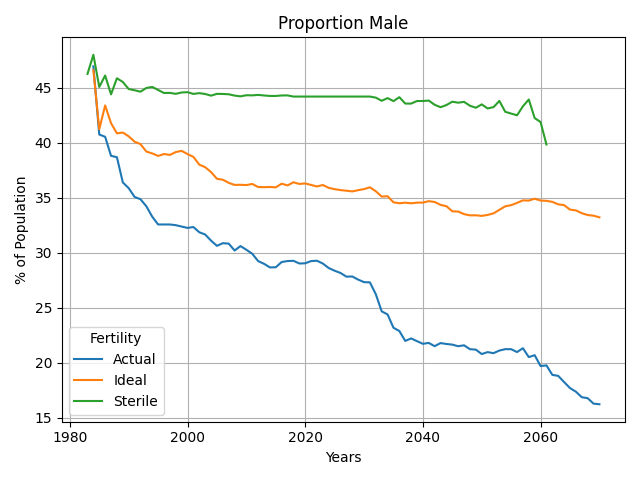 Proportion Male
% of Population
45
40
35
30
25
20
15
Fertility
Actual
Ideal
Sterile
1980
2000
2020
2040
2060
Years